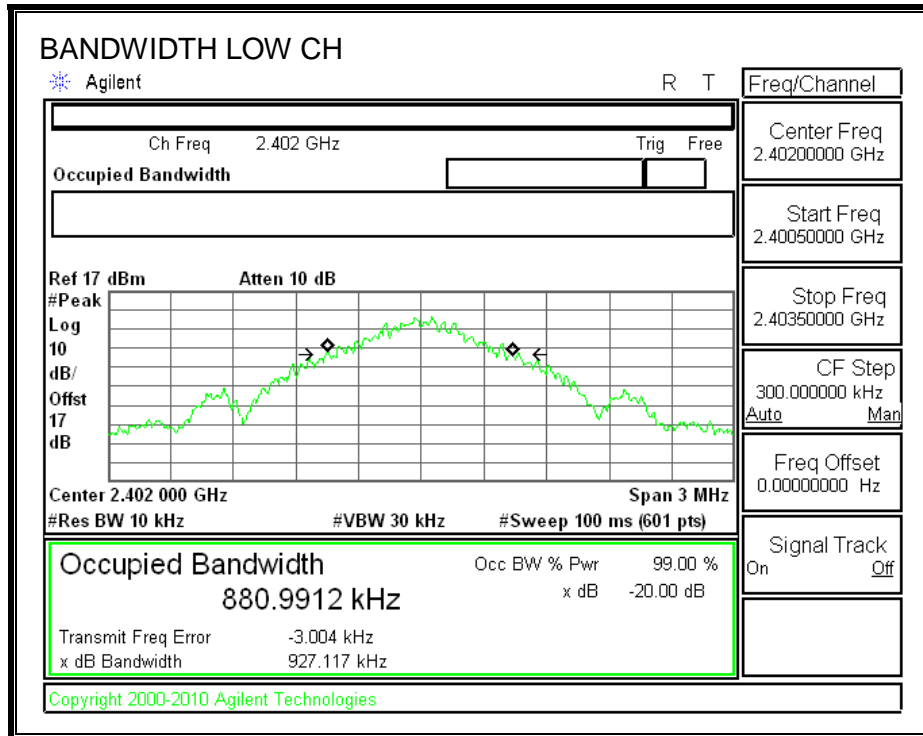 BANDWIDTH LOW CH
Agilent R T
Ch Freq 2.402 GHz Trig Free
Occupied Bandwidth
Ref 17 dBm Atten 10 dB
#Peak
Log
10
dB/
Offst
17
dB
Center 2.402 000 GHz Span 3 MHz
#Res BW 10 kHz #VBW 30 kHz #Sweep 100 ms (601 pts)
Occupied Bandwidth
880.9912 kHz
Occ BW % Pwr 99.00 %
x dB -20.00 dB
Transmit Freq Error -3.004 kHz
x dB Bandwidth 927.117 kHz
Copyright 2000-2010 Agilent Technologies
Freq/Channel
Center Freq
2.40200000 GHz
Start Freq
2.40050000 GHz
Stop Freq
2.40350000 GHz
CF Step
300.000000 kHz
Auto Man
Freq Offset
0.00000000 Hz
Signal Track
On Off